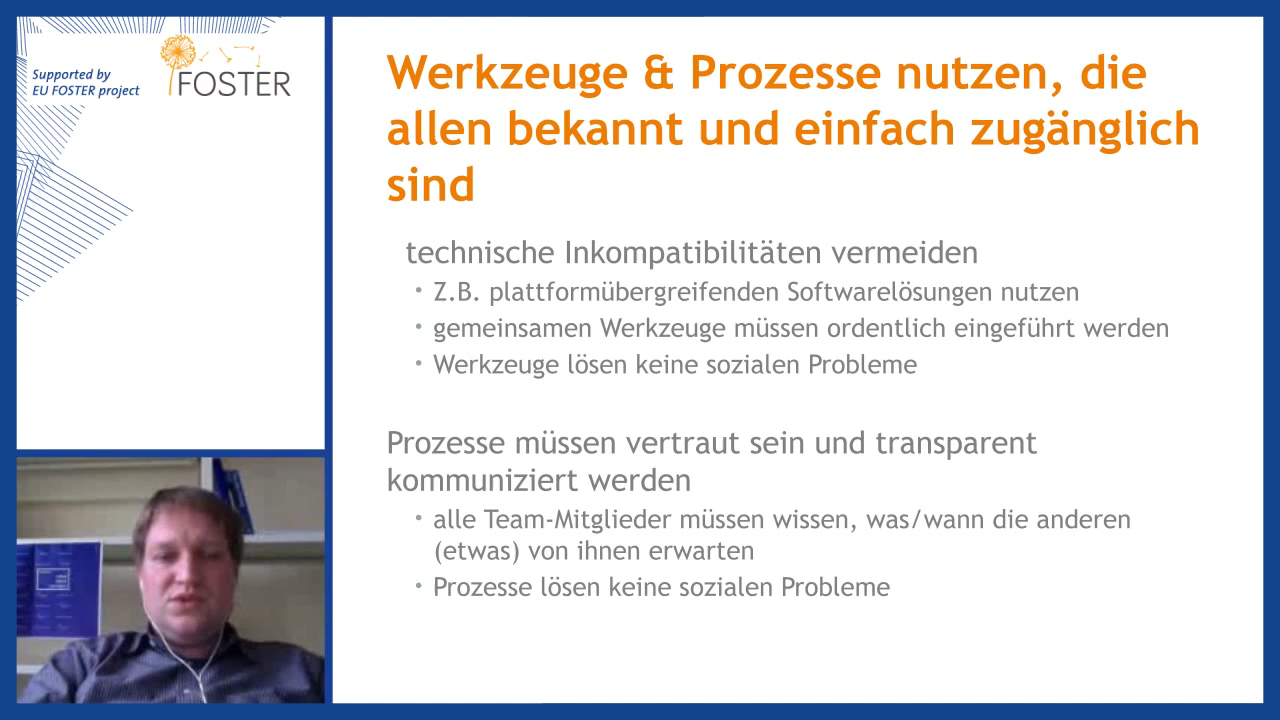 Supported by
EU FOSTER project
FOSTER
Werkzeuge & Prozesse nutzen, die
allen bekannt und einfach zugänglich
sind
technische Inkompatibilitäten vermeiden
• Z.B. plattformübergreifenden Softwarelösungen nutzen
• gemeinsamen Werkzeuge müssen ordentlich eingeführt werden
• Werkzeuge lösen keine sozialen Probleme
Prozesse müssen vertraut sein und transparent
kommuniziert werden
• alle Team-Mitglieder müssen wissen, was/wann die anderen
(etwas) von ihnen erwarten
• Prozesse lösen keine sozialen Probleme